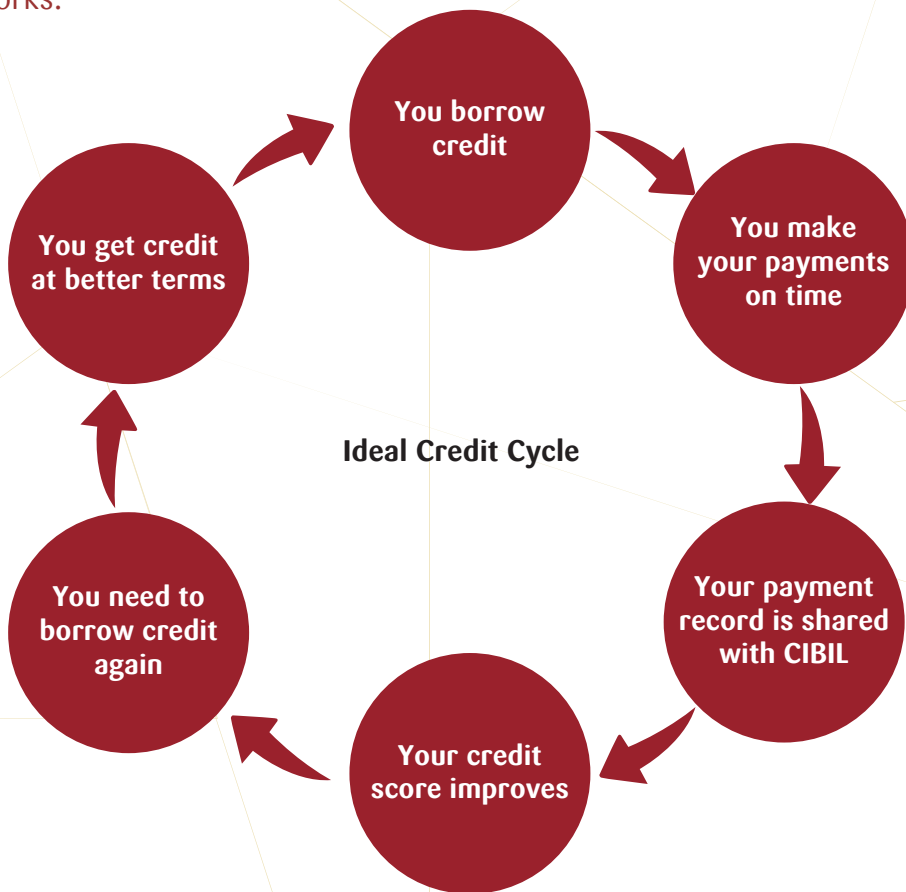 You borrow
credit
You make
your payments
on time
Your payment
record is shared
with CIBIL
Your credit
score improves
You need to
borrow credit
again
You get credit
at better terms
Ideal Credit Cycle